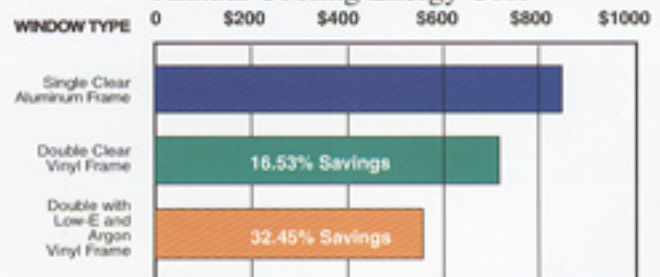 WINDOW TYPE
0 $200 $400 $600 $800 $1000
Single Clear
Aluminum Frame
Double Clear
Vinyl Frame
16.53% Savings
Double with
Low-E and
Argon
Vinyl Frame
32.45% Savings